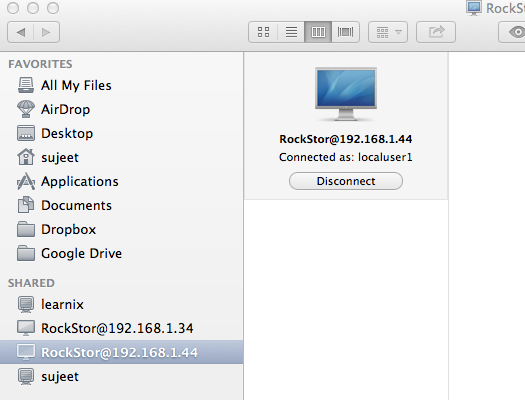 RockSt
FAVORITES
All My Files
AirDrop
Desktop
sujeet
Applications
Documents
Dropbox
Google Drive
SHARED
learnix
RockStor@192.168.1.34
RockStor@192.168.1.44
sujeet
RockStor@192.168.1.44
Connected as: localuser1
Disconnect